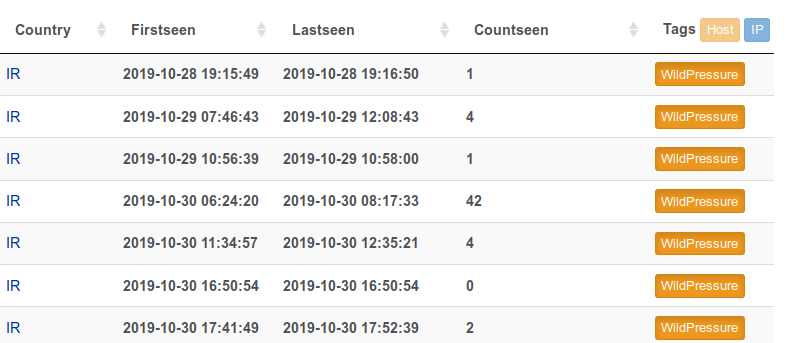 Country Firstseen Lastseen Countseen Tags Host IP
IR 2019-10-28 19:15:49 2019-10-28 19:16:50 1 WildPressure
IR 2019-10-29 07:46:43 2019-10-29 12:08:43 4 WildPressure
IR 2019-10-29 10:56:39 2019-10-29 10:58:00 1 WildPressure
IR 2019-10-30 06:24:20 2019-10-30 08:17:33 42 WildPressure
IR 2019-10-30 11:34:57 2019-10-30 12:35:21 4 WildPressure
IR 2019-10-30 16:50:54 2019-10-30 16:50:54 0 WildPressure
IR 2019-10-30 17:41:49 2019-10-30 17:52:39 2 WildPressure